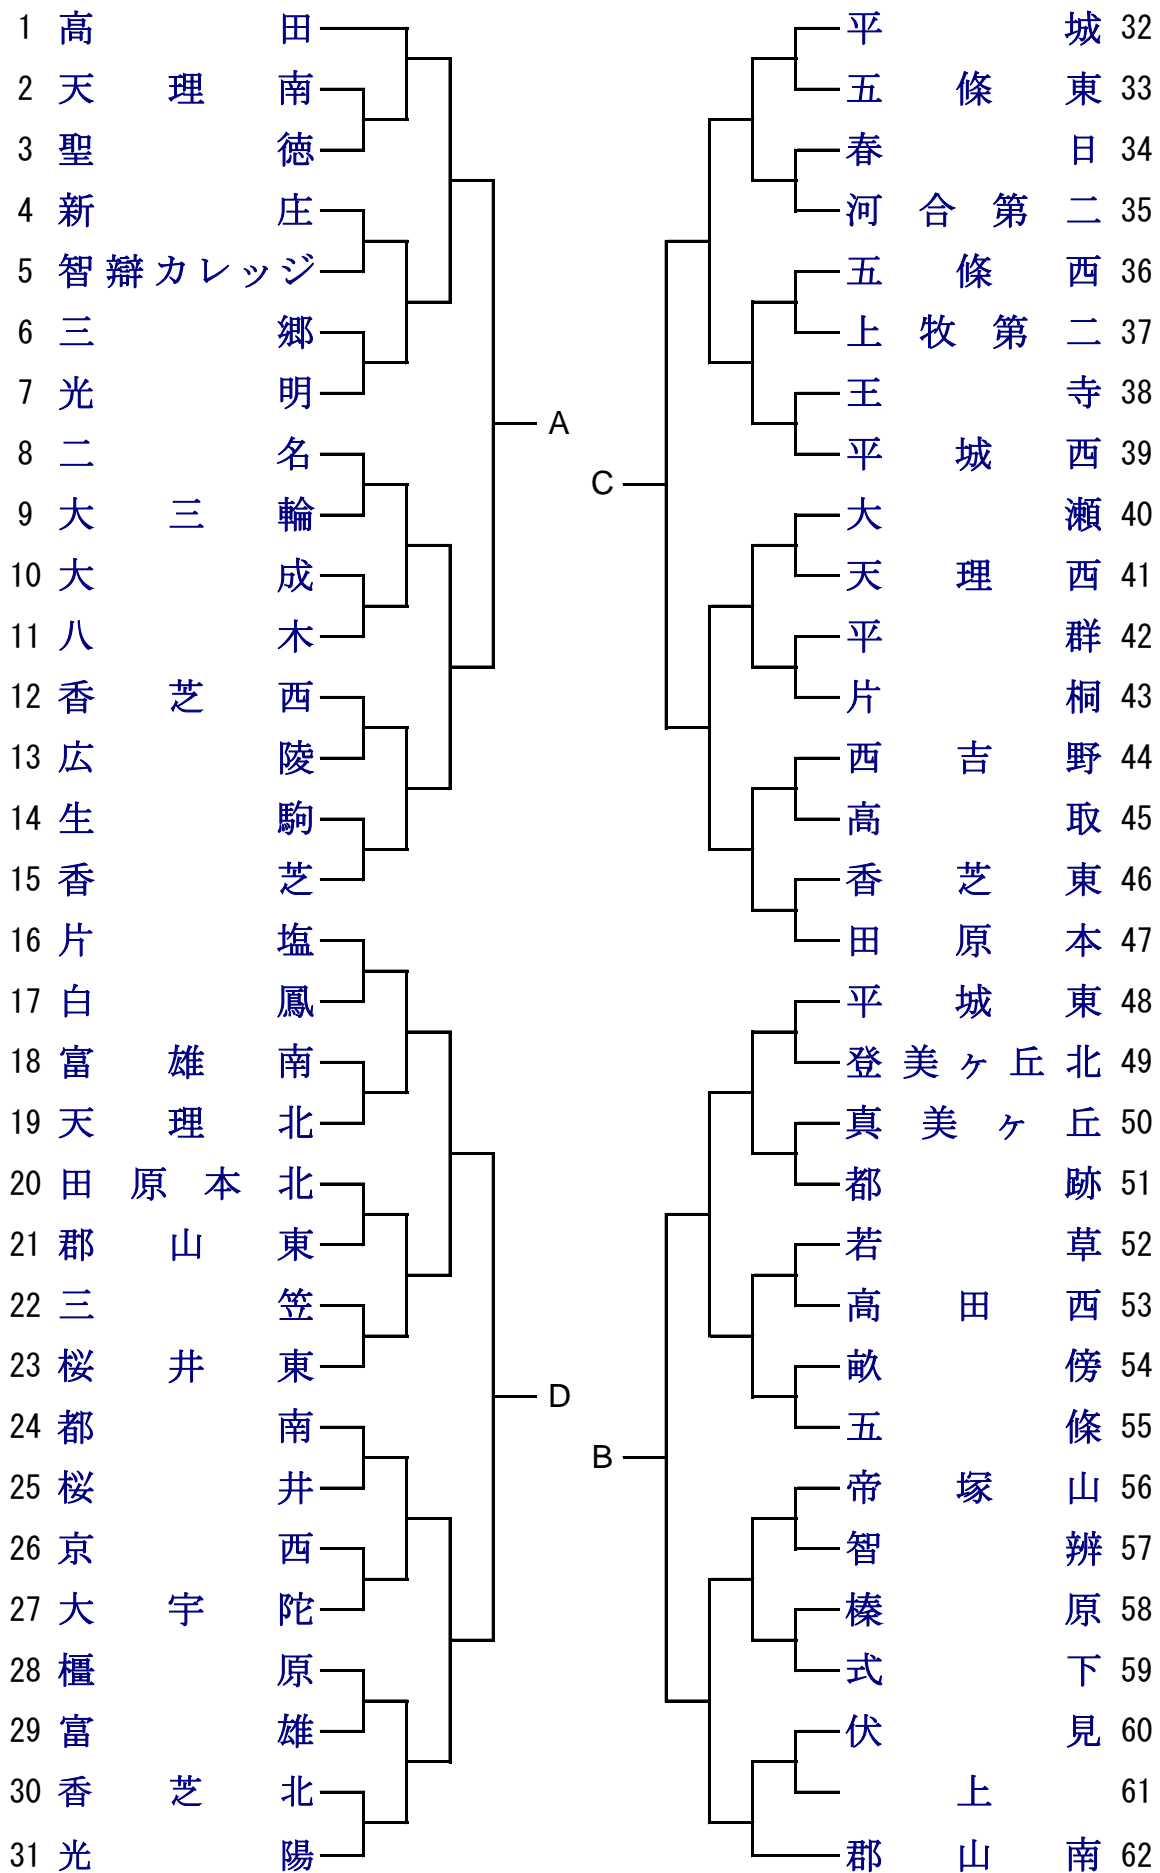 1 高田
2 天理南
3 聖徳
4 新庄
5 智辯カレッジ
6 三郷
7 光明
8 二名
9 大三輪
10 大成
11 八木
12 香芝西
13 広陵
14 生駒
15 香芝
16 片塩
17 白鳳
18 富雄南
19 天理北
20 田原本北
21 郡山東
22 三笠
23 桜井東
24 都南
25 桜井
26 京西
27 大宇陀
28 橿原
29 富雄
30 香芝北
31 光陽
A
D
C
B
平城 32
五條東 33
春日 34
河合第二 35
五條西 36
上牧第二 37
王寺 38
平城西 39
大瀬 40
天理西 41
平群 42
片桐 43
西吉野 44
高取 45
香芝東 46
田原本 47
平城東 48
登美ヶ丘北 49
真美ヶ丘 50
都跡 51
若草 52
高田西 53
畝傍 54
五條 55
帝塚山 56
智辨 57
榛原 58
式下 59
伏見 60
上 61
郡山南 62